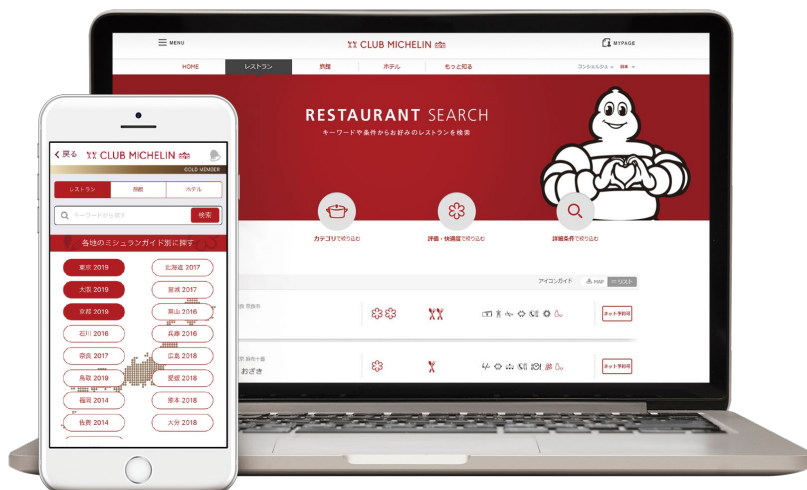 MENU
CLUB MICHELIN
MYPAGE
HOME
レストラン
旅館
ホテル
もっと知る
コンシェルジュ
日本
RESTAURANT SEARCH
キーワードや条件からお好みのレストランを検索
カテゴリで絞り込む
評価・快適度で絞り込む
詳細条件で絞り込む
アイコンガイド
MAP
リスト
ネット予約可
おざき
ネット予約可
戻る
CLUB MICHELIN
GOLD MEMBER
レストラン
旅館
ホテル
キーワードから探す
検索
各地のミシュランガイド別に探す
東京 2019
北海道 2017
大阪 2019
宮城 2017
京都 2019
富山 2016
石川 2016
兵庫 2016
奈良 2017
広島 2018
鳥取 2019
愛媛 2018
福岡 2014
熊本 2018
佐賀 2014
大分 2018